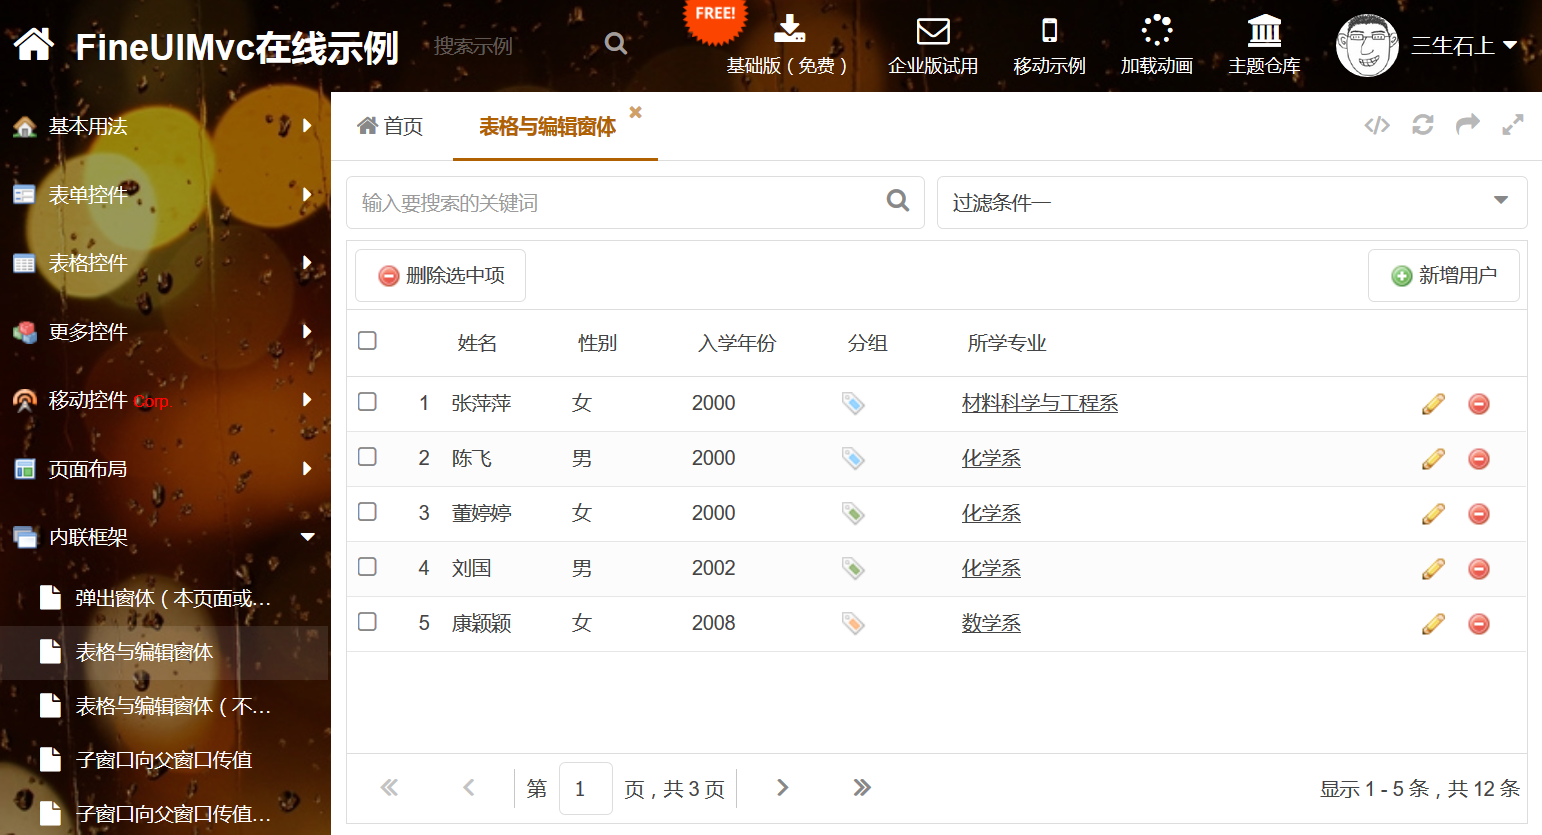 FineUIMvc在线示例
搜索示例
FREE!
基础版（免费）
企业版试用
移动示例
加载动画
主题仓库
三生石上
基本用法
表单控件
表格控件
更多控件
移动控件 Corp.
页面布局
内联框架
弹出窗体（本页面或...
表格与编辑窗体
表格与编辑窗体（不...
子窗口向父窗口传值
子窗口向父窗口传值...
首页
表格与编辑窗体
输入要搜索的关键词
过滤条件一
删除选中项
新增用户
姓名 性别 入学年份 分组 所学专业
1 张萍萍 女 2000 材料科学与工程系
2 陈飞 男 2000 化学系
3 董婷婷 女 2000 化学系
4 刘国 男 2002 化学系
5 康颖颖 女 2008 数学系
第 1 页，共 3 页
显示 1 - 5 条，共 12 条